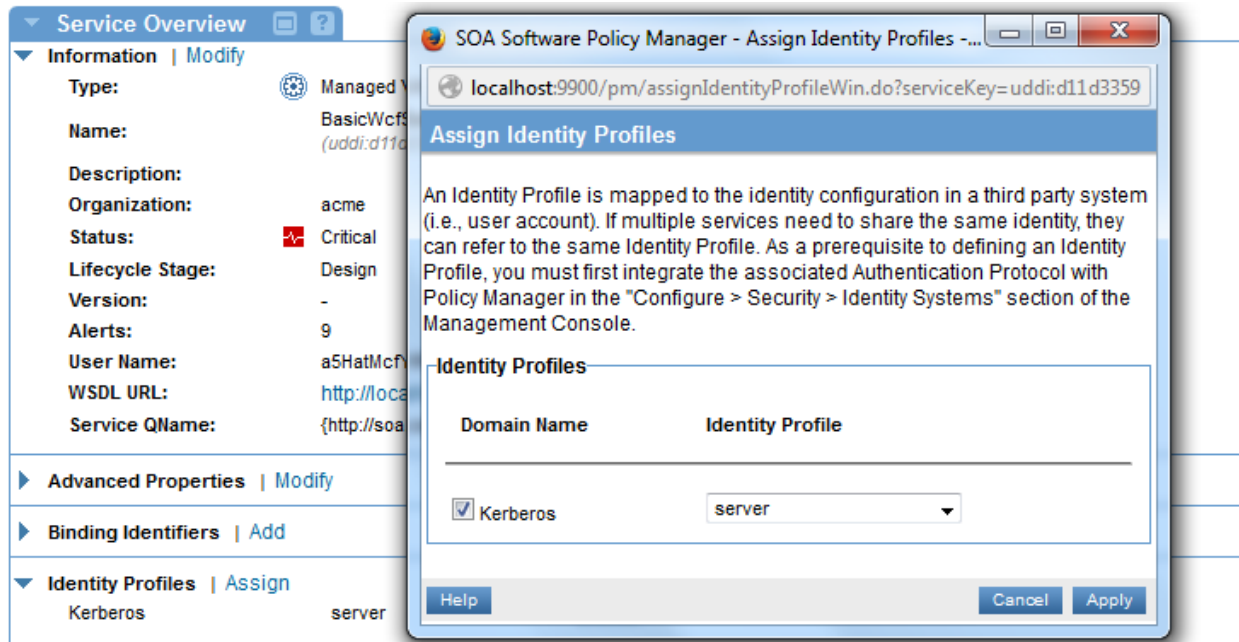 Service Overview
Information | Modify
Type: Managed
Name: BasicWcfS
(uddi:d11d
Description:
Organization: acme
Status: Critical
Lifecycle Stage: Design
Version: -
Alerts: 9
User Name: a5HatMcfY
WSDL URL: http://loca
Service QName: {http://soa
Advanced Properties | Modify
Binding Identifiers | Add
Identity Profiles | Assign
Kerberos server
SOA Software Policy Manager - Assign Identity Profiles -...
localhost:9900/pm/assignIdentityProfileWin.do?serviceKey=uddi:d11d3359
Assign Identity Profiles
An Identity Profile is mapped to the identity configuration in a third party system
(i.e., user account). If multiple services need to share the same identity, they
can refer to the same Identity Profile. As a prerequisite to defining an Identity
Profile, you must first integrate the associated Authentication Protocol with
Policy Manager in the "Configure > Security > Identity Systems" section of the
Management Console.
Identity Profiles
Domain Name Identity Profile
Kerberos server
Help Cancel Apply